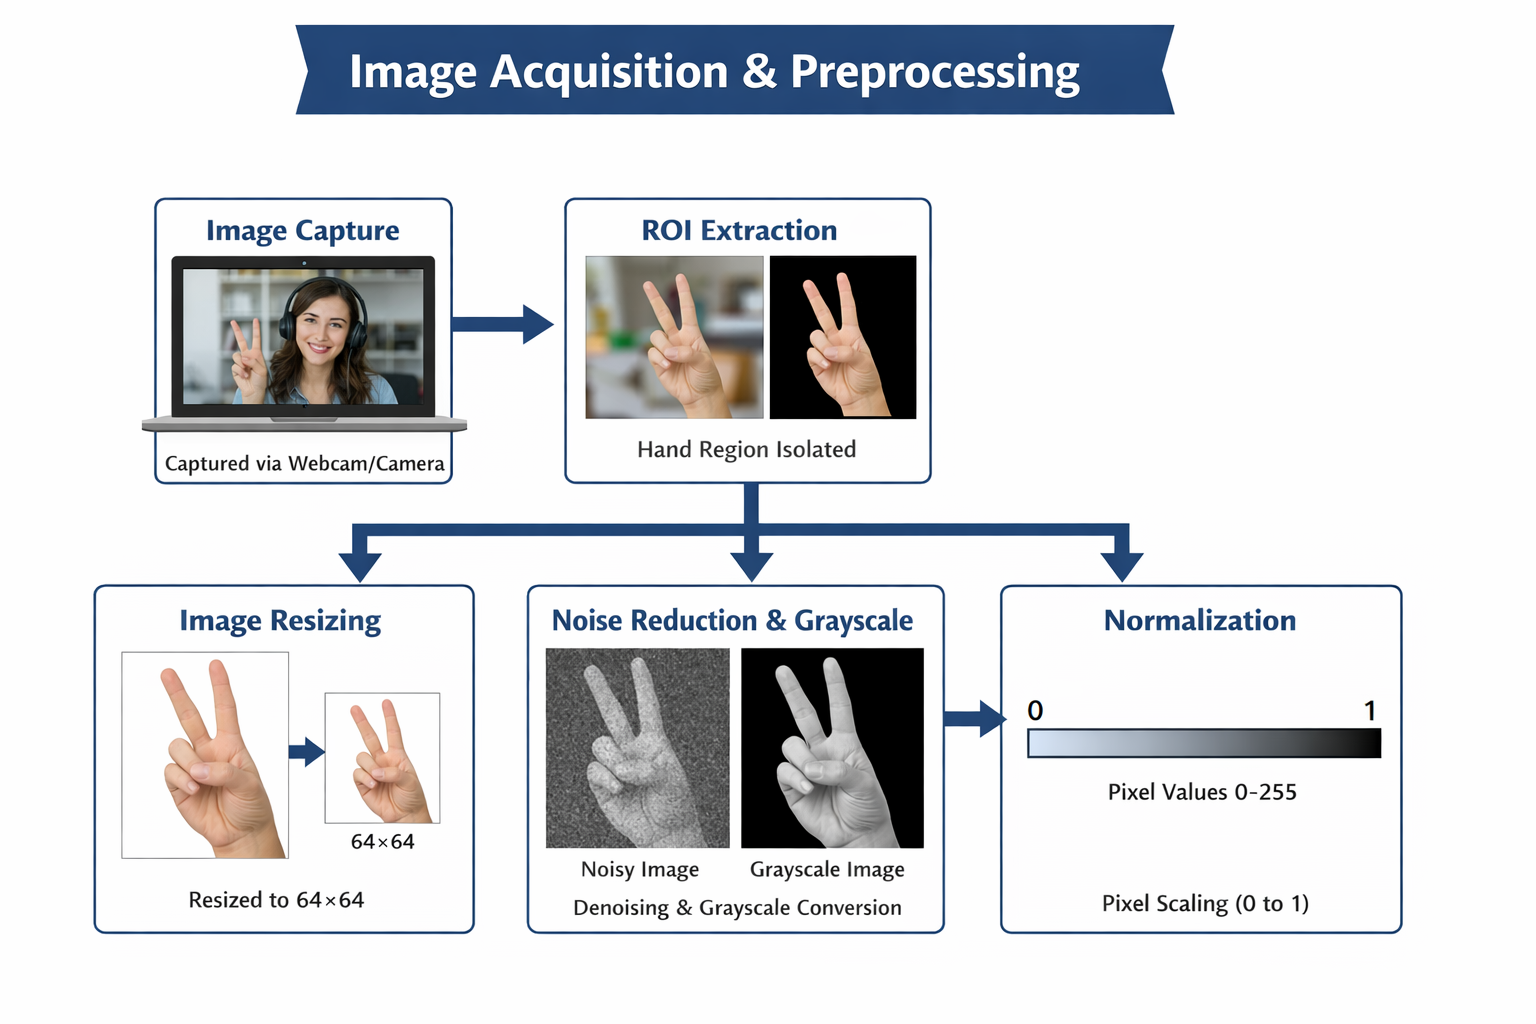 Image Acquisition & Preprocessing
Image Capture
Captured via Webcam/Camera
ROI Extraction
Hand Region Isolated
Image Resizing
64×64
Resized to 64×64
Noise Reduction & Grayscale
Noisy Image
Grayscale Image
Denoising & Grayscale Conversion
Normalization
0
1
Pixel Values 0-255
Pixel Scaling (0 to 1)